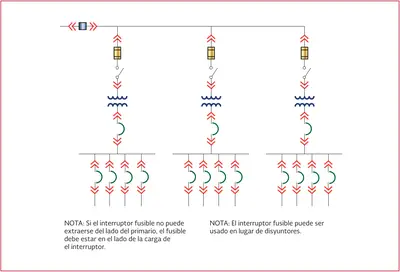 NOTA: Si el interruptor fusible no puede
extraerse del lado del primario, el fusible
debe estar en el lado de la carga de
el interruptor.
NOTA: El interruptor fusible puede ser
usado en lugar de disyuntores.